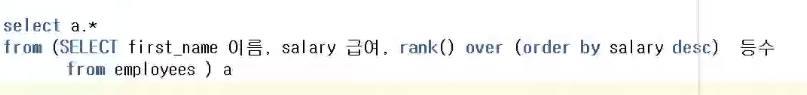 select a.*
from (SELECT first_name 이름, salary 급여, rank() over (order by salary desc) 등수
from employees ) a